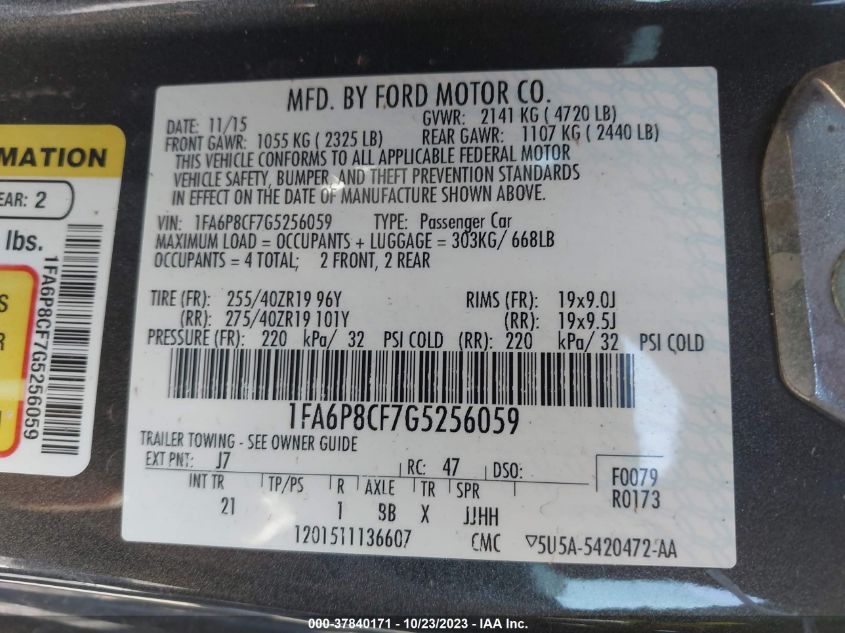 MFD. BY FORD MOTOR CO.
DATE: 11/15 GVWR: 2141 KG ( 4720 LB)
FRONT GAWR: 1055 KG ( 2325 LB) REAR GAWR: 1107 KG ( 2440 LB)
THIS VEHICLE CONFORMS TO ALL APPLICABLE FEDERAL MOTOR
VEHICLE SAFETY, BUMPER, AND THEFT PREVENTION STANDARDS
IN EFFECT ON THE DATE OF MANUFACTURE SHOWN ABOVE.
VIN: 1FA6P8CF7G5256059 TYPE: Passenger Car
MAXIMUM LOAD = OCCUPANTS + LUGGAGE = 303KG/ 668LB
OCCUPANTS = 4 TOTAL; 2 FRONT, 2 REAR
TIRE (FR): 255/40ZR19 96Y RIMS (FR): 19x9.0J
(RR): 275/40ZR19 101Y (RR): 19x9.5J
PRESSURE (FR): 220 kPa/ 32 PSI COLD (RR): 220 kPa/ 32 PSI COLD
1FA6P8CF7G5256059
TRAILER TOWING - SEE OWNER GUIDE
EXT PNT: J7 RC: 47 DSO:
INT TR TP/PS R AXLE TR SPR
21 1 9B X JJHH
F0079
R0173
1201511136607 CMC ▽5U5A-5420472-AA
MATION
EAR: 2
lbs.
S
R
1FA6P8CF7G5256059
000-37840171 - 10/23/2023 - IAA Inc.